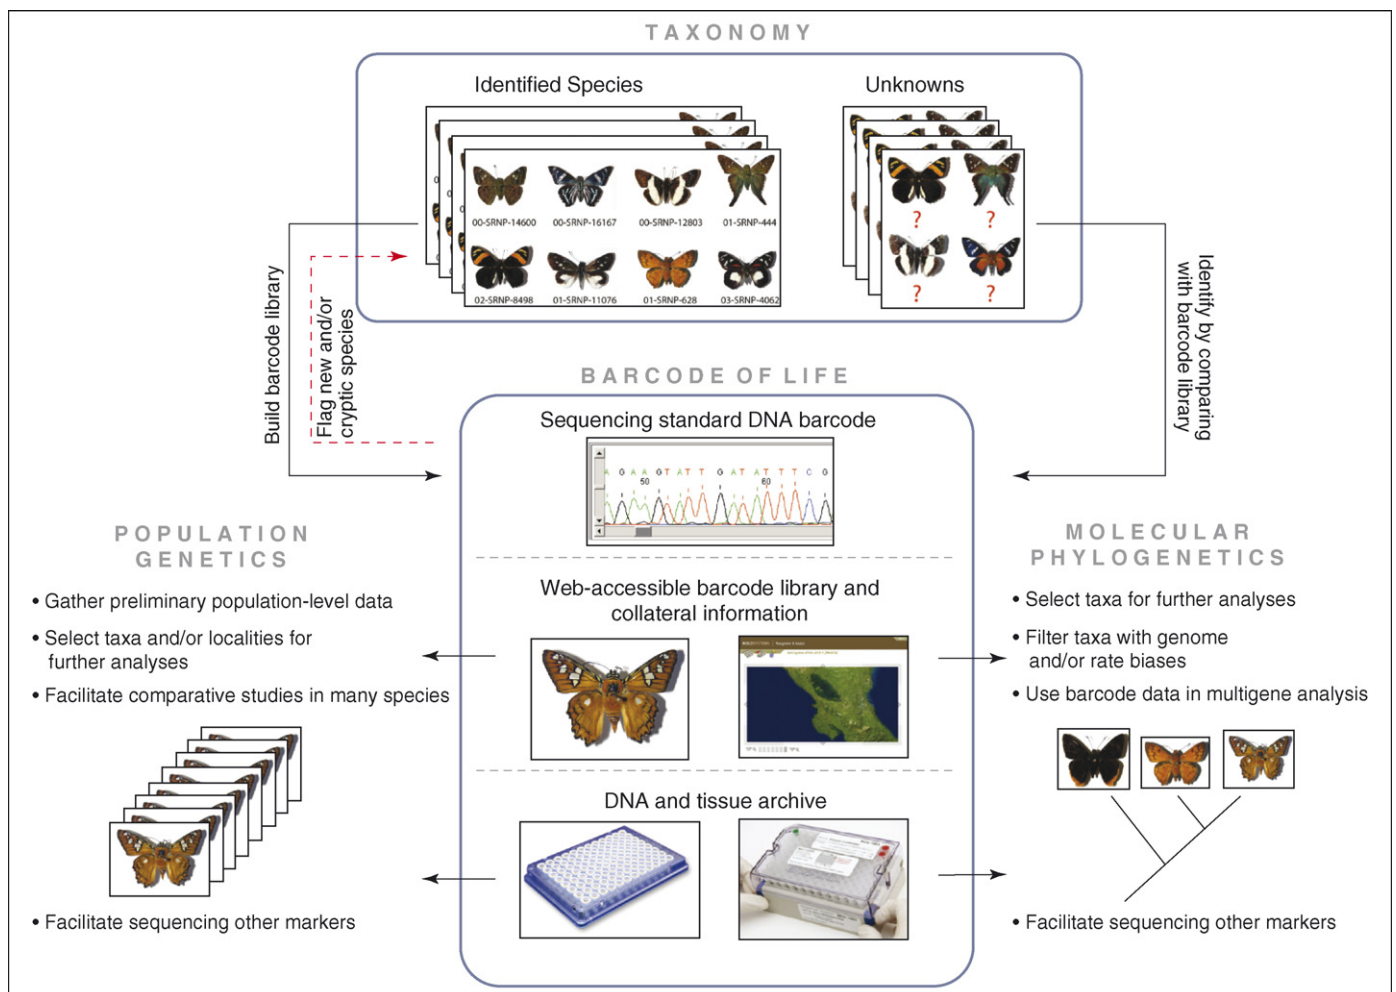 TAXONOMY
Identified Species
Unknowns
00-SRNP-14600
00-SRNP-16167
00-SRNP-12803
01-SRNP-444
02-SRNP-8498
01-SRNP-11076
01-SRNP-628
03-SRNP-4062
? ?
? ?
Build barcode library
Flag new and/or
cryptic species
Identify by comparing
with barcode library
BARCODE OF LIFE
Sequencing standard DNA barcode
A G A A G T A T T G A T A T T T C G
50 60
Web-accessible barcode library and
collateral information
DNA and tissue archive
POPULATION
GENETICS
• Gather preliminary population-level data
• Select taxa and/or localities for
further analyses
• Facilitate comparative studies in many species
• Facilitate sequencing other markers
MOLECULAR
PHYLOGENETICS
• Select taxa for further analyses
• Filter taxa with genome
and/or rate biases
• Use barcode data in multigene analysis
• Facilitate sequencing other markers